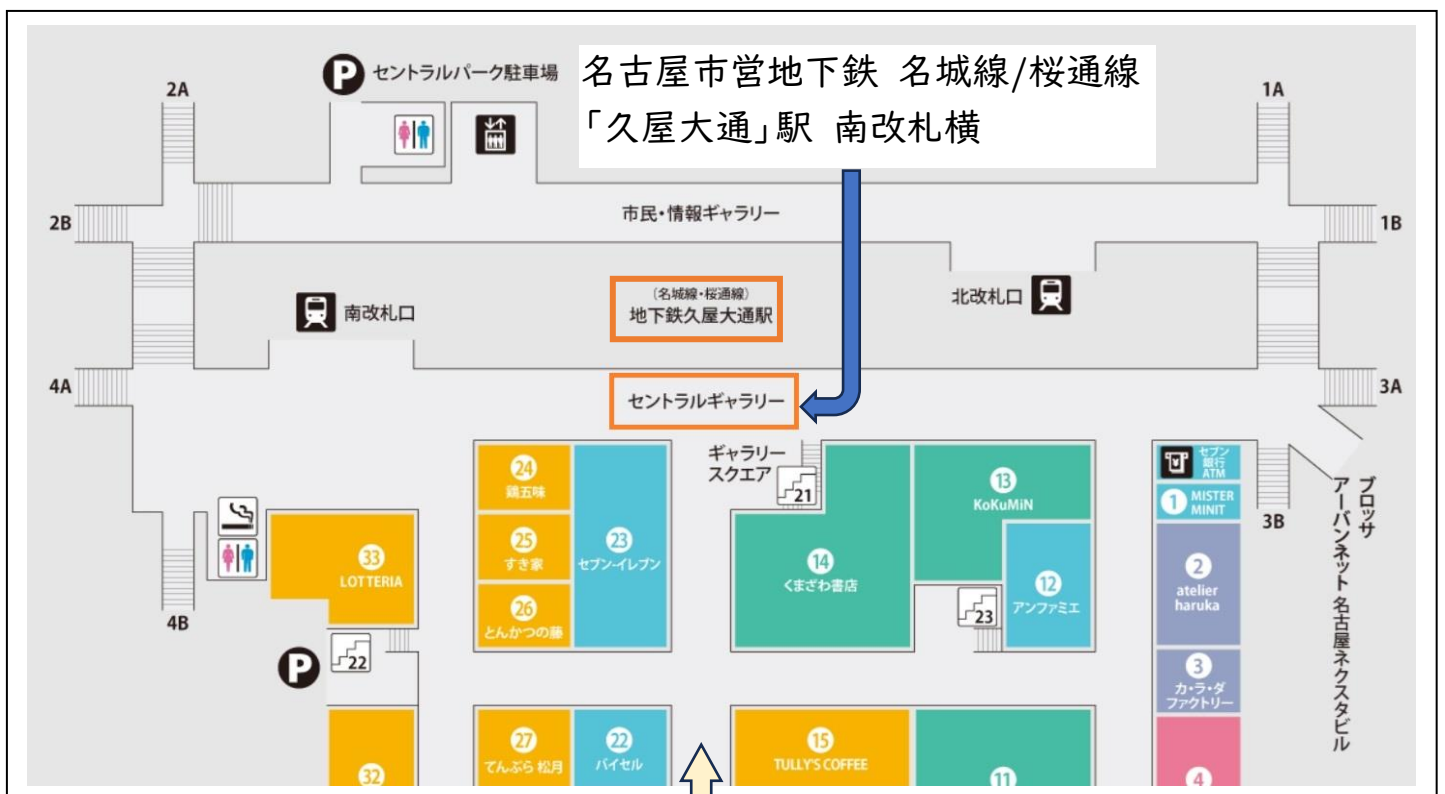 名古屋市営地下鉄 名城線/桜通線
「久屋大通」駅 南改札横
P セントラルパーク駐車場
2A
1A
2B
市民・情報ギャラリー
1B
南改札口
(名城線・桜通線)
地下鉄久屋大通駅
北改札口
4A
セントラルギャラリー
3A
ギャラリー
スクエア
21
24
鶏五味
25
すき家
26
とんかつの藤
23
セブン-イレブン
14
くまざわ書店
13
KoKuMiN
12
アンファミエ
23
セブン
銀行
ATM
1 MISTER
MINIT
2
atelier
haruka
3
カ・ラ・ダ
ファクトリー
4
3B
ブロッサ
アーバンネット名古屋ネクスタビル
33
LOTTERIA
4B
P
22
32
27
てんぷら 松月
22
バイセル
15
TULLY'S COFFEE
11